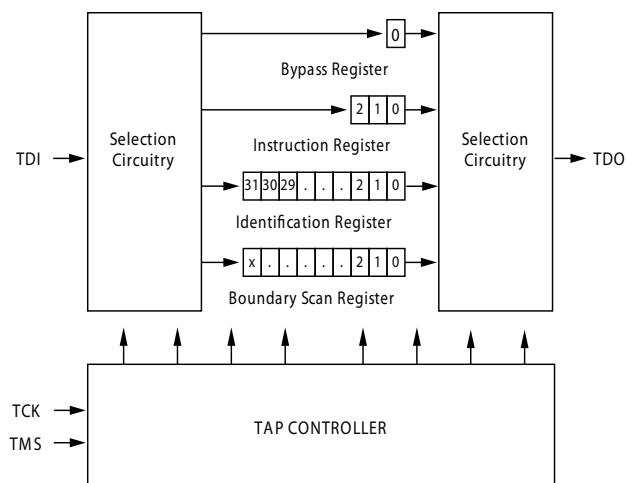 0
Bypass Register
2 1 0
Selection
Circuitry
Selection
Circuitry
TDI
TDO
Instruction Register
31 30 29 . . . 2 1 0
Identification Register
x . . . . . 2 1 0
Boundary Scan Register
TCK
TMS
TAP CONTROLLER